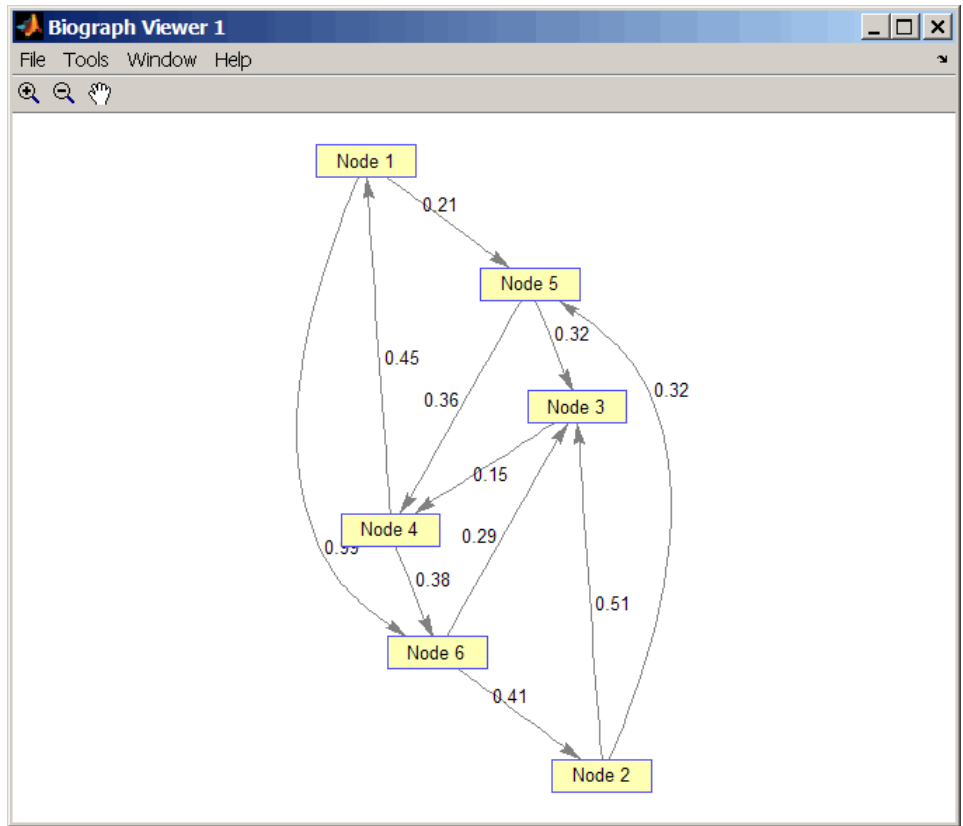 Biograph Viewer 1
File Tools Window Help
Node 1
0.21
Node 5
0.32
0.45
0.36
0.32
Node 3
0.15
Node 4
0.29
0.38
0.51
Node 6
0.41
Node 2